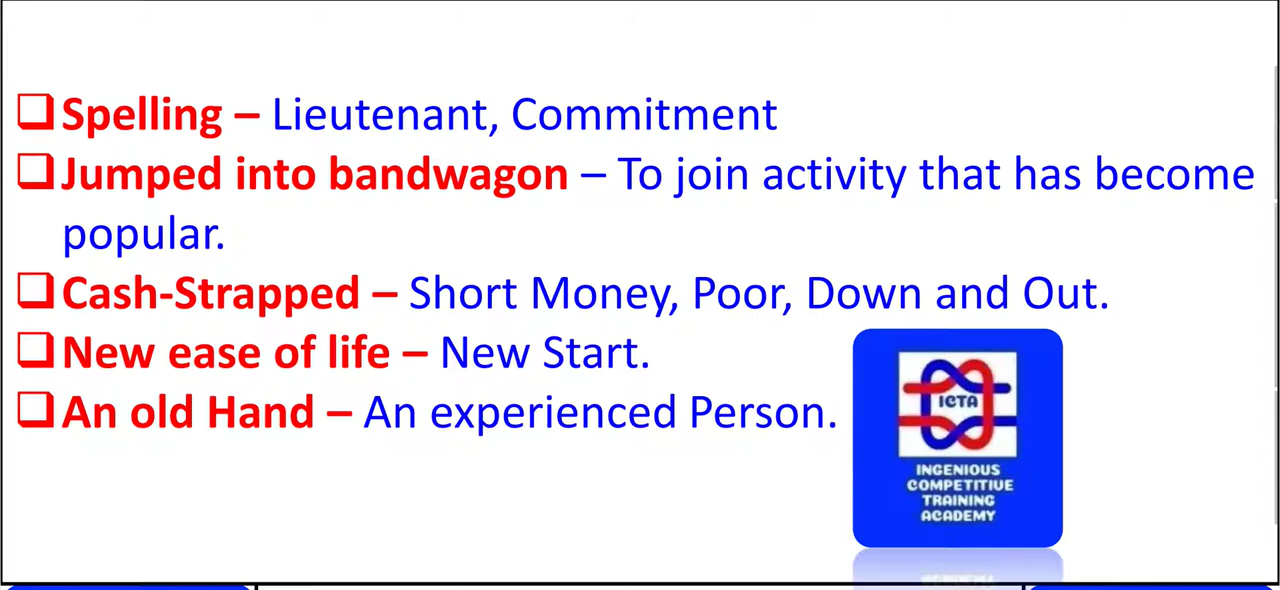 ❑Spelling – Lieutenant, Commitment
❑Jumped into bandwagon – To join activity that has become
popular.
❑Cash-Strapped – Short Money, Poor, Down and Out.
❑New ease of life – New Start.
❑An old Hand – An experienced Person.
ICTA
INGENIOUS
COMPETITIVE
TRAINING
ACADEMY